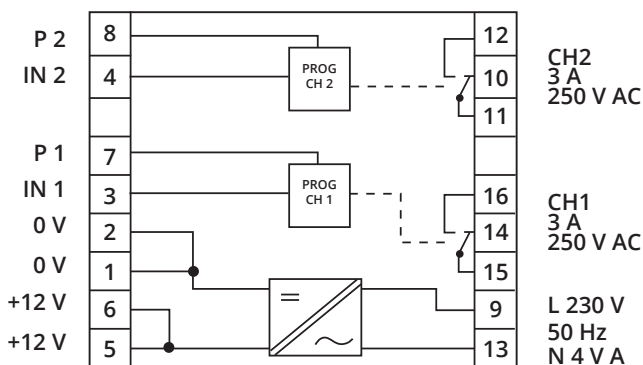 P 2 8 12
IN 2 4 PROG CH 2 10 CH2
3 A
11 250 V AC
P 1 7
IN 1 3 PROG CH 1 16 CH1
0 V 2 14 3 A
250 V AC
0 V 1 15
+12 V 6 9 L 230 V
50 Hz
+12 V 5 13 N 4 V A